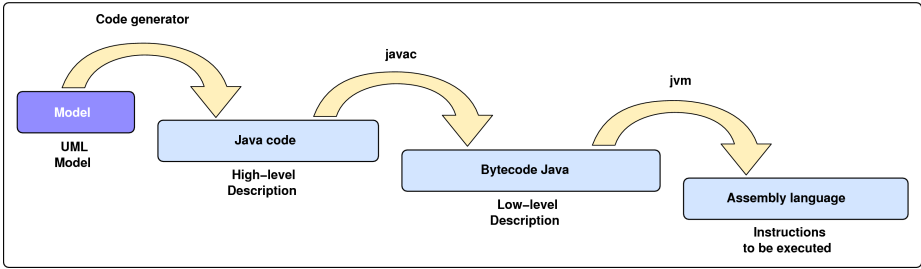 Code generator
javac
jvm
Model
UML
Model
Java code
High-level
Description
Bytecode Java
Low-level
Description
Assembly language
Instructions
to be executed